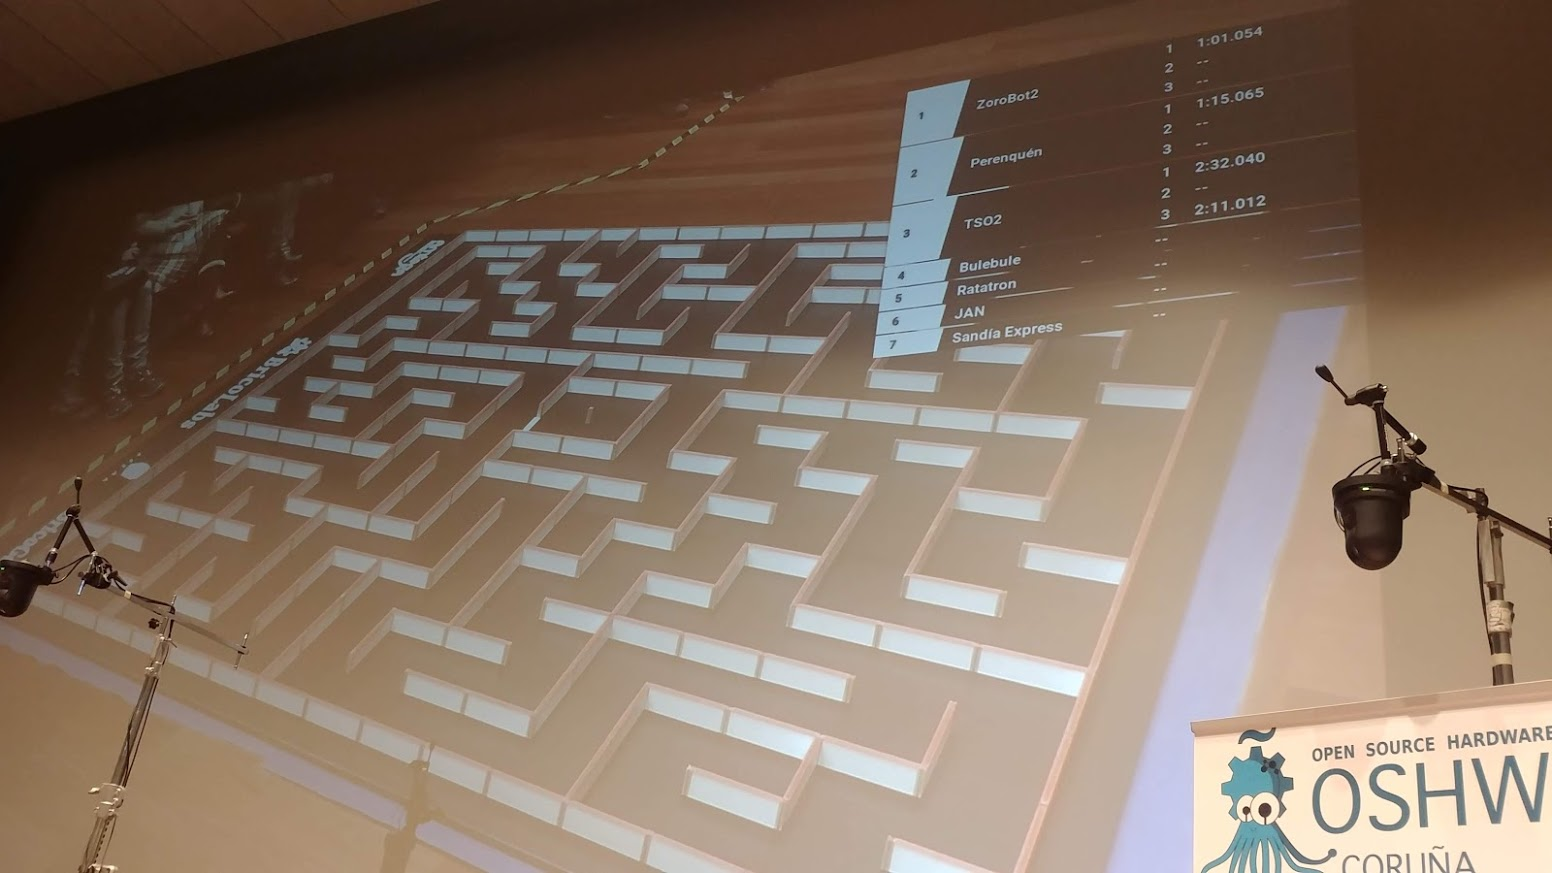 1 ZoroBot2 1 1:01.054
2 --
3 --
2 Perenquén 1 1:15.065
2 --
3 --
3 TSO2 1 2:32.040
2 --
3 2:11.012
4 Bulebule -- --
5 Ratatron --
6 JAN --
7 Sandía Express --
BricoLabs
OPEN SOURCE HARDWARE
OSHW
CORUÑA